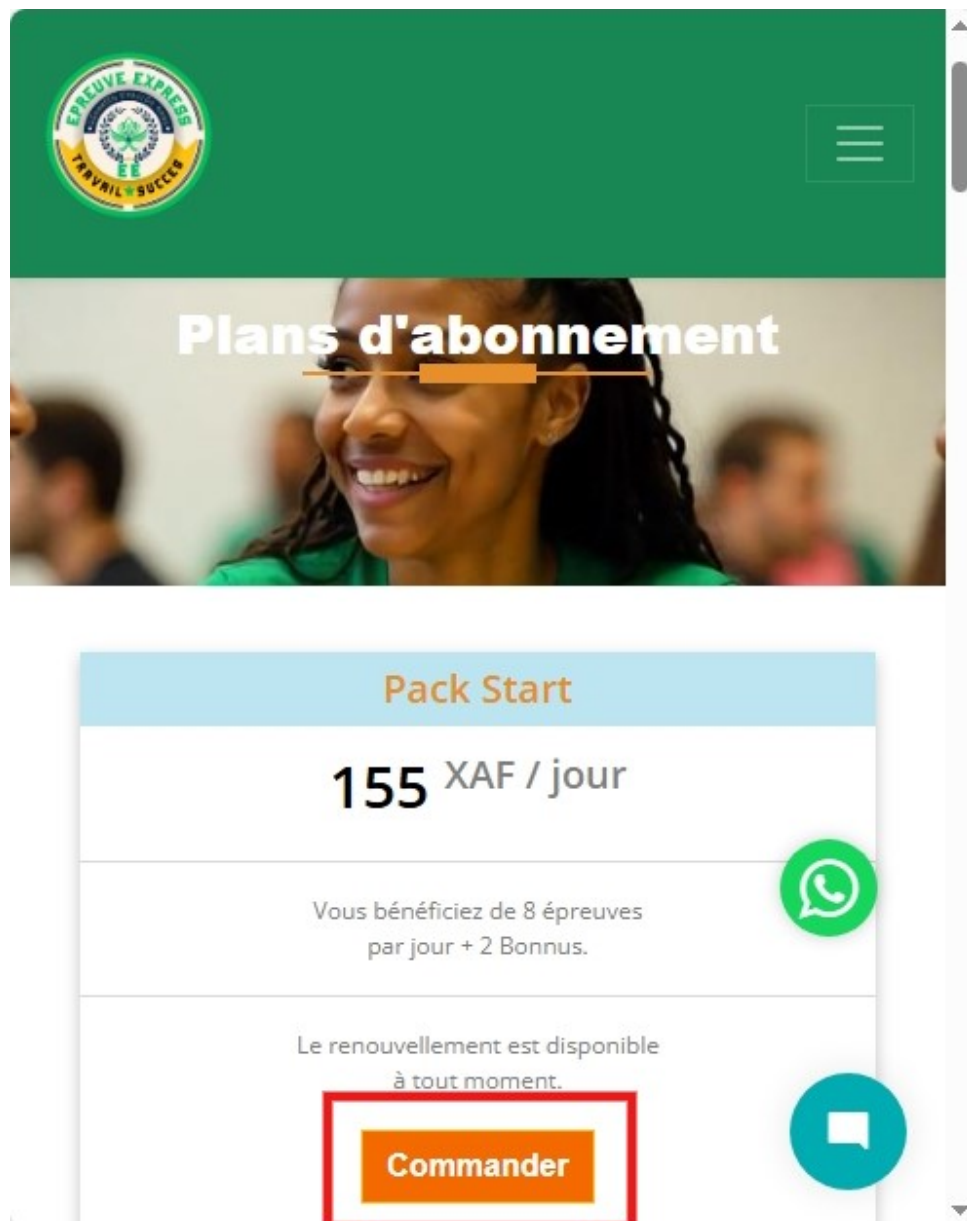 EPREUVE EXPRESS
EE
TRAVAIL★SUCCES
Plans d'abonnement
Pack Start
155 XAF / jour
Vous bénéficiez de 8 épreuves
par jour + 2 Bonnus.
Le renouvellement est disponible
à tout moment.
Commander